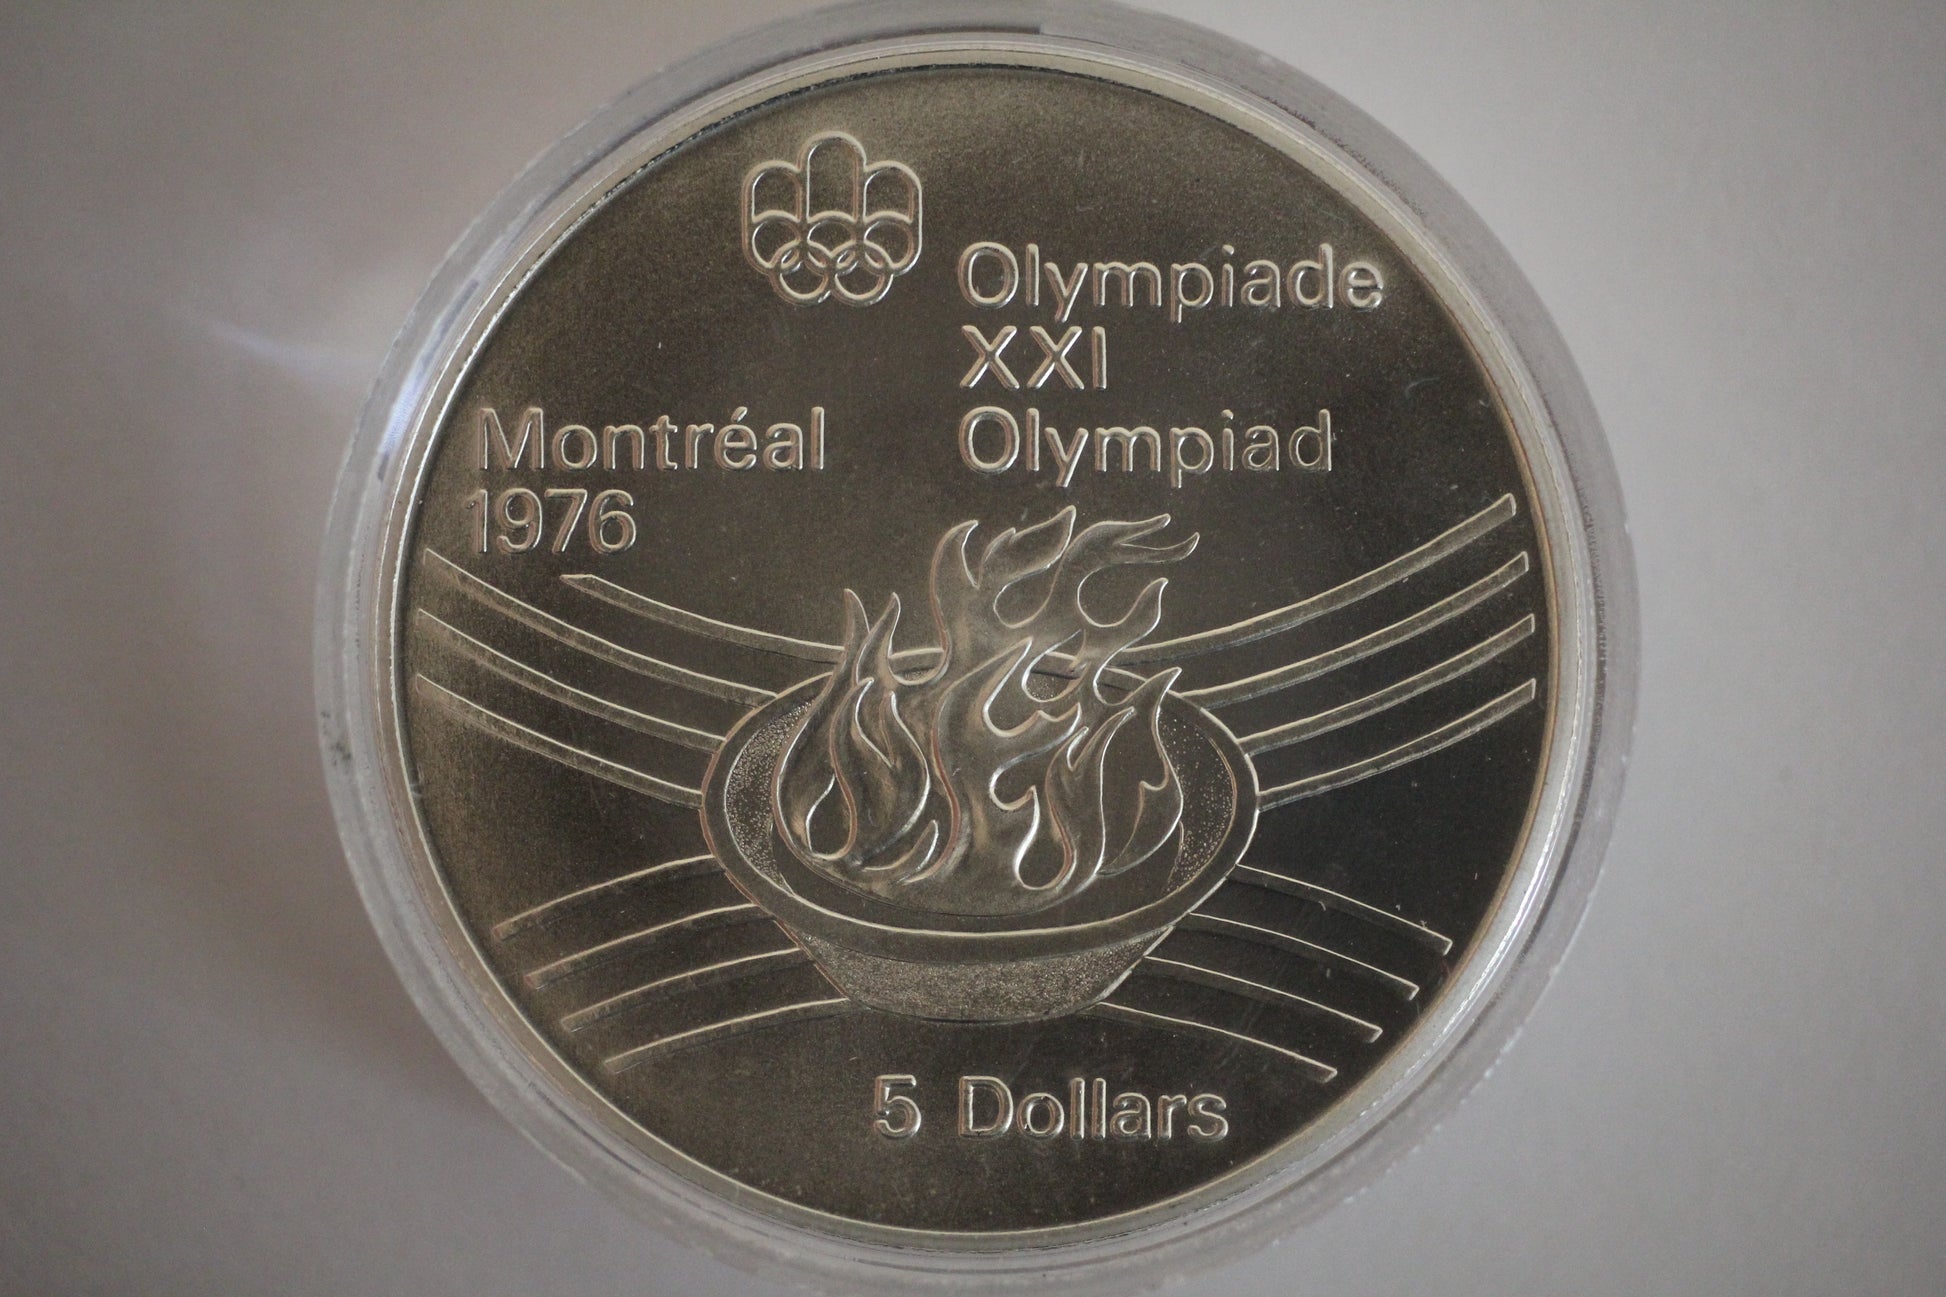 Olympiade
XXI
Olympiad
Montréal
1976
5 Dollars